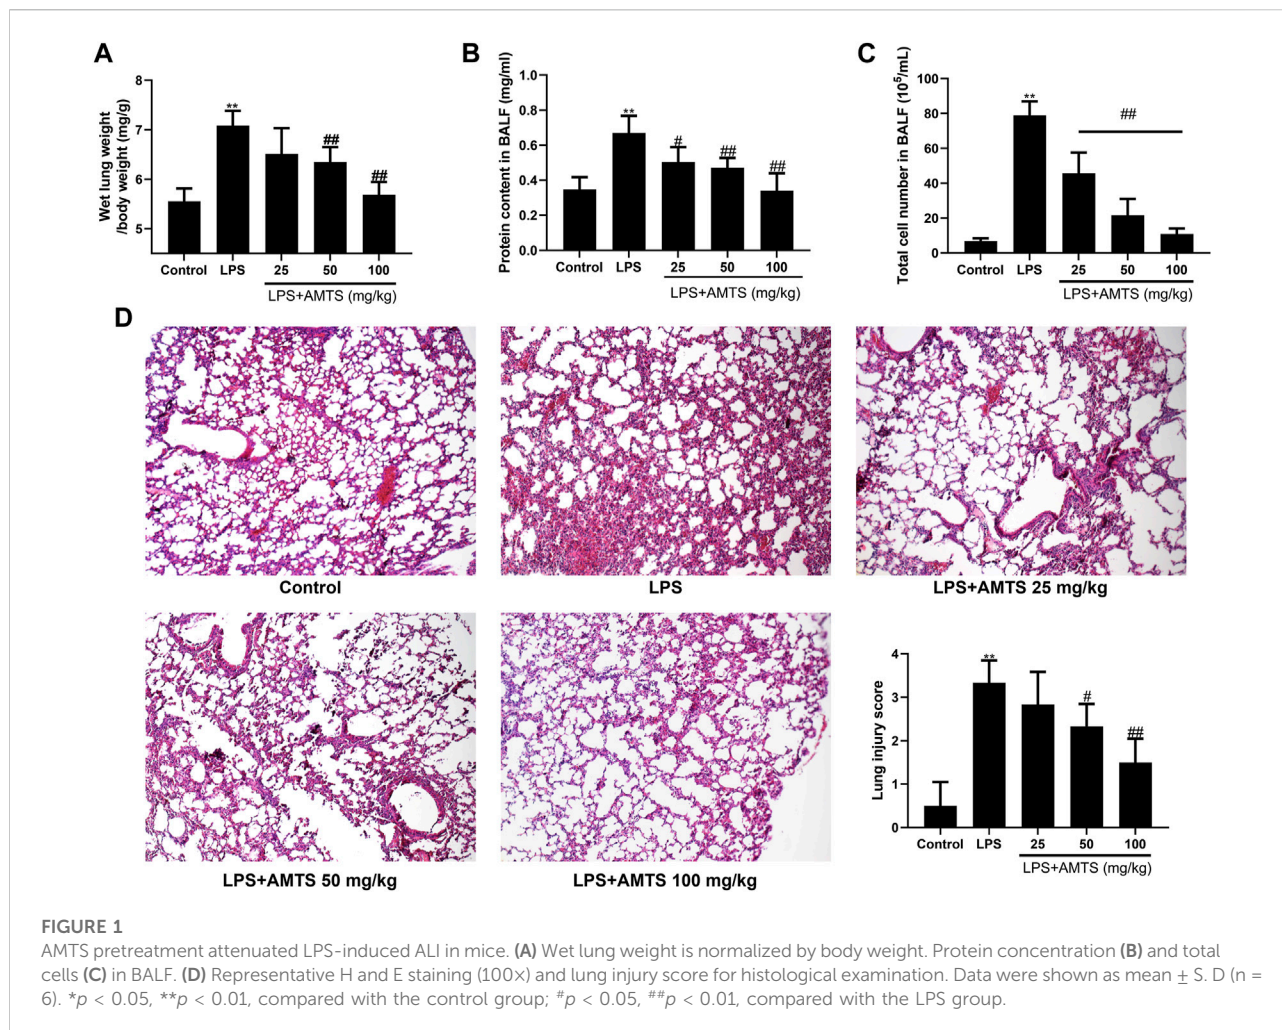 A
Wet lung weight
/body weight (mg/g)
8
7
6
5
**
##
##
Control LPS 25 50 100
LPS+AMTS (mg/kg)
B
Protein content in BALF (mg/ml)
1.0
0.8
0.6
0.4
0.2
0.0
**
#
##
##
Control LPS 25 50 100
LPS+AMTS (mg/kg)
C
Total cell number in BALF (10⁵/mL)
100
80
60
40
20
0
**
##
Control LPS 25 50 100
LPS+AMTS (mg/kg)
D
Control
LPS
LPS+AMTS 25 mg/kg
LPS+AMTS 50 mg/kg
LPS+AMTS 100 mg/kg
Lung injury score
4
3
2
1
0
**
#
##
Control LPS 25 50 100
LPS+AMTS (mg/kg)
FIGURE 1
AMTS pretreatment attenuated LPS-induced ALI in mice. (A) Wet lung weight is normalized by body weight. Protein concentration (B) and total
cells (C) in BALF. (D) Representative H and E staining (100×) and lung injury score for histological examination. Data were shown as mean ± S. D (n =
6). *p < 0.05, **p < 0.01, compared with the control group; #p < 0.05, ##p < 0.01, compared with the LPS group.